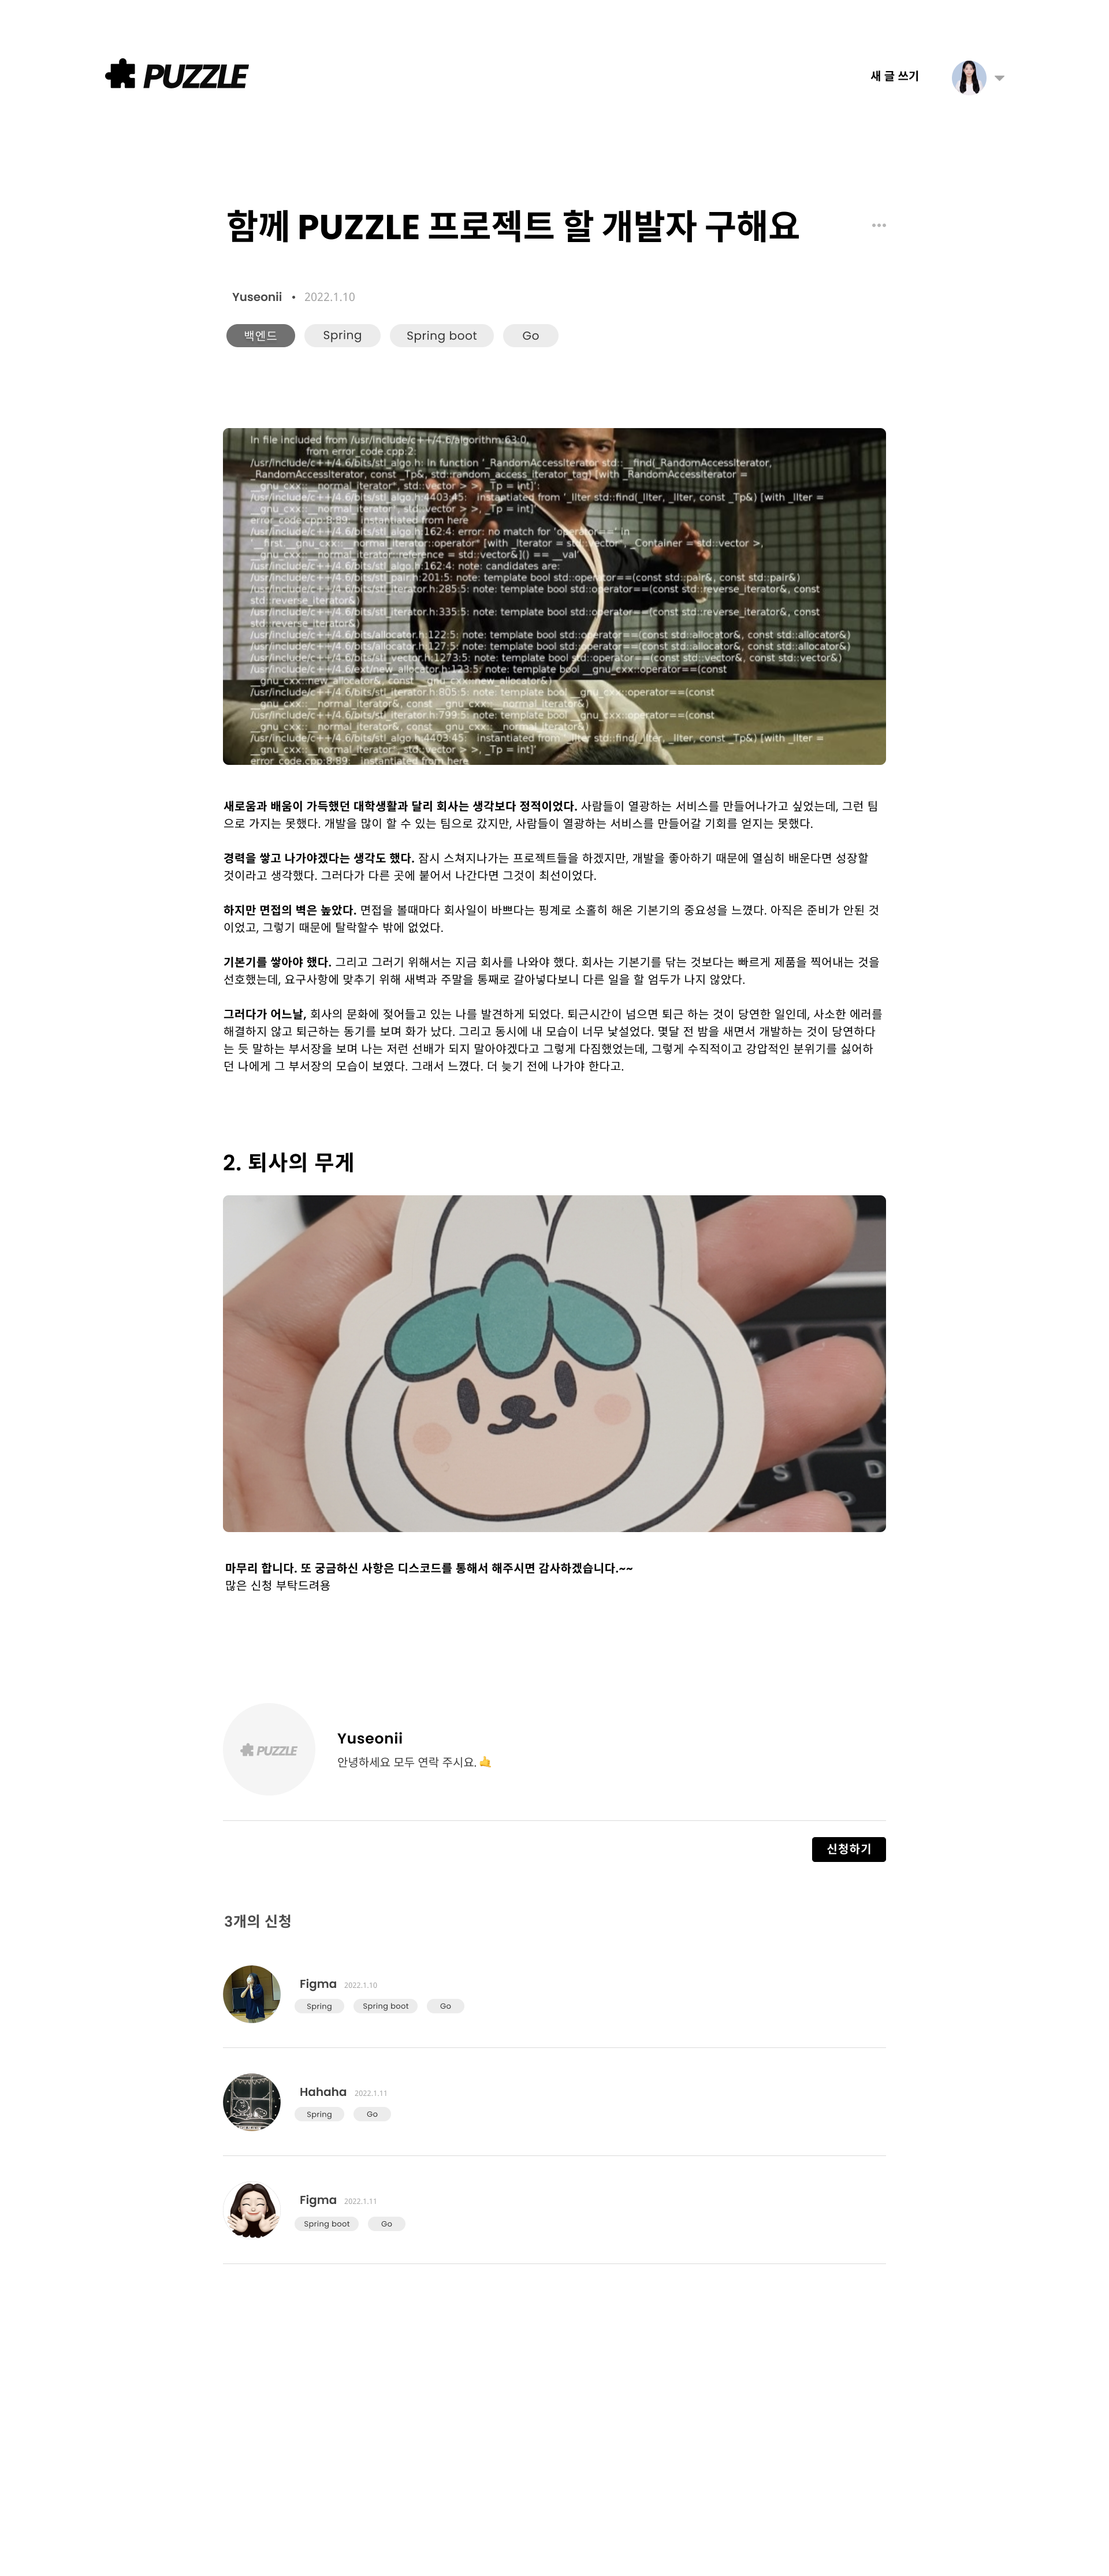 PUZZLE
새 글 쓰기
함께 PUZZLE 프로젝트 할 개발자 구해요
Yuseonii • 2022.1.10
백엔드 Spring Spring boot Go
In file included from /usr/include/c++/4.6/algorithm:63:0,
from error_code.cpp:2:
/usr/include/c++/4.6/bits/stl_algo.h: In function '_RandomAccessIterator std::__find(_RandomAccessIterator,
_RandomAccessIterator, const _Tp&, std::random_access_iterator_tag) [with _RandomAccessIterator =
__gnu_cxx::__normal_iterator*, std::vector > >, _Tp = int]':
/usr/include/c++/4.6/bits/stl_algo.h:4403:45: instantiated from '_IIter std::find(_IIter, _IIter, const _Tp&) [with _IIter =
__gnu_cxx::__normal_iterator*, std::vector > >, _Tp = int]'
error_code.cpp:8:89: instantiated from here
/usr/include/c++/4.6/bits/stl_algo.h:162:4: error: no match for 'operator==' in
'__first.__gnu_cxx::__normal_iterator::operator* [with _Iterator = std::vector*, _Container = std::vector >,
__gnu_cxx::__normal_iterator::reference = std::vector&]() == __val'
/usr/include/c++/4.6/bits/stl_algo.h:162:4: note: candidates are:
/usr/include/c++/4.6/bits/stl_pair.h:201:5: note: template bool std::operator==(const std::pair&, const std::pair&)
/usr/include/c++/4.6/bits/stl_iterator.h:285:5: note: template bool std::operator==(const std::reverse_iterator&, const
std::reverse_iterator&)
/usr/include/c++/4.6/bits/stl_iterator.h:335:5: note: template bool std::operator==(const std::reverse_iterator&, const
std::reverse_iterator&)
/usr/include/c++/4.6/bits/allocator.h:122:5: note: template bool std::operator==(const std::allocator&, const std::allocator&)
/usr/include/c++/4.6/bits/allocator.h:127:5: note: template bool std::operator==(const std::allocator&, const std::allocator&)
/usr/include/c++/4.6/bits/stl_vector.h:1273:5: note: template bool std::operator==(const std::vector&, const std::vector&)
/usr/include/c++/4.6/ext/new_allocator.h:123:5: note: template bool __gnu_cxx::operator==(const
__gnu_cxx::new_allocator&, const __gnu_cxx::new_allocator&)
/usr/include/c++/4.6/bits/stl_iterator.h:805:5: note: template bool __gnu_cxx::operator==(const
__gnu_cxx::__normal_iterator&, const __gnu_cxx::__normal_iterator&)
/usr/include/c++/4.6/bits/stl_iterator.h:799:5: note: template bool __gnu_cxx::operator==(const
__gnu_cxx::__normal_iterator&, const __gnu_cxx::__normal_iterator&)
/usr/include/c++/4.6/bits/stl_algo.h:4403:45: instantiated from '_IIter std::find(_IIter, _IIter, const _Tp&) [with _IIter =
__gnu_cxx::__normal_iterator*, std::vector > >, _Tp = int]'
error_code.cpp:8:89: instantiated from here
새로움과 배움이 가득했던 대학생활과 달리 회사는 생각보다 정적이었다. 사람들이 열광하는 서비스를 만들어나가고 싶었는데, 그런 팀
으로 가지는 못했다. 개발을 많이 할 수 있는 팀으로 갔지만, 사람들이 열광하는 서비스를 만들어갈 기회를 얻지는 못했다.
경력을 쌓고 나가야겠다는 생각도 했다. 잠시 스쳐지나가는 프로젝트들을 하겠지만, 개발을 좋아하기 때문에 열심히 배운다면 성장할
것이라고 생각했다. 그러다가 다른 곳에 붙어서 나간다면 그것이 최선이었다.
하지만 면접의 벽은 높았다. 면접을 볼때마다 회사일이 바쁘다는 핑계로 소홀히 해온 기본기의 중요성을 느꼈다. 아직은 준비가 안된 것
이었고, 그렇기 때문에 탈락할수 밖에 없었다.
기본기를 쌓아야 했다. 그리고 그러기 위해서는 지금 회사를 나와야 했다. 회사는 기본기를 닦는 것보다는 빠르게 제품을 찍어내는 것을
선호했는데, 요구사항에 맞추기 위해 새벽과 주말을 통째로 갈아넣다보니 다른 일을 할 엄두가 나지 않았다.
그러다가 어느날, 회사의 문화에 젖어들고 있는 나를 발견하게 되었다. 퇴근시간이 넘으면 퇴근 하는 것이 당연한 일인데, 사소한 에러를
해결하지 않고 퇴근하는 동기를 보며 화가 났다. 그리고 동시에 내 모습이 너무 낯설었다. 몇달 전 밤을 새면서 개발하는 것이 당연하다
는 듯 말하는 부서장을 보며 나는 저런 선배가 되지 말아야겠다고 그렇게 다짐했었는데, 그렇게 수직적이고 강압적인 분위기를 싫어하
던 나에게 그 부서장의 모습이 보였다. 그래서 느꼈다. 더 늦기 전에 나가야 한다고.
2. 퇴사의 무게
S
D
마무리 합니다. 또 궁금하신 사항은 디스코드를 통해서 해주시면 감사하겠습니다.~~
많은 신청 부탁드려용
PUZZLE
Yuseonii
안녕하세요 모두 연락 주시요. 🤙
신청하기
3개의 신청
Figma 2022.1.10
Spring Spring boot Go
Hahaha 2022.1.11
Spring Go
Figma 2022.1.11
Spring boot Go